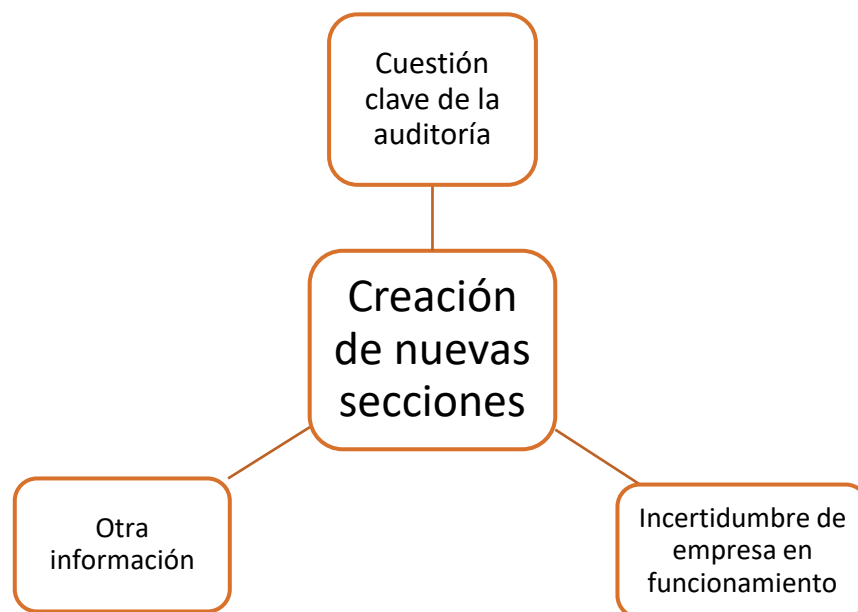 Cuestión
clave de la
auditoría
Creación
de nuevas
secciones
Otra
información
Incertidumbre de
empresa en
funcionamiento